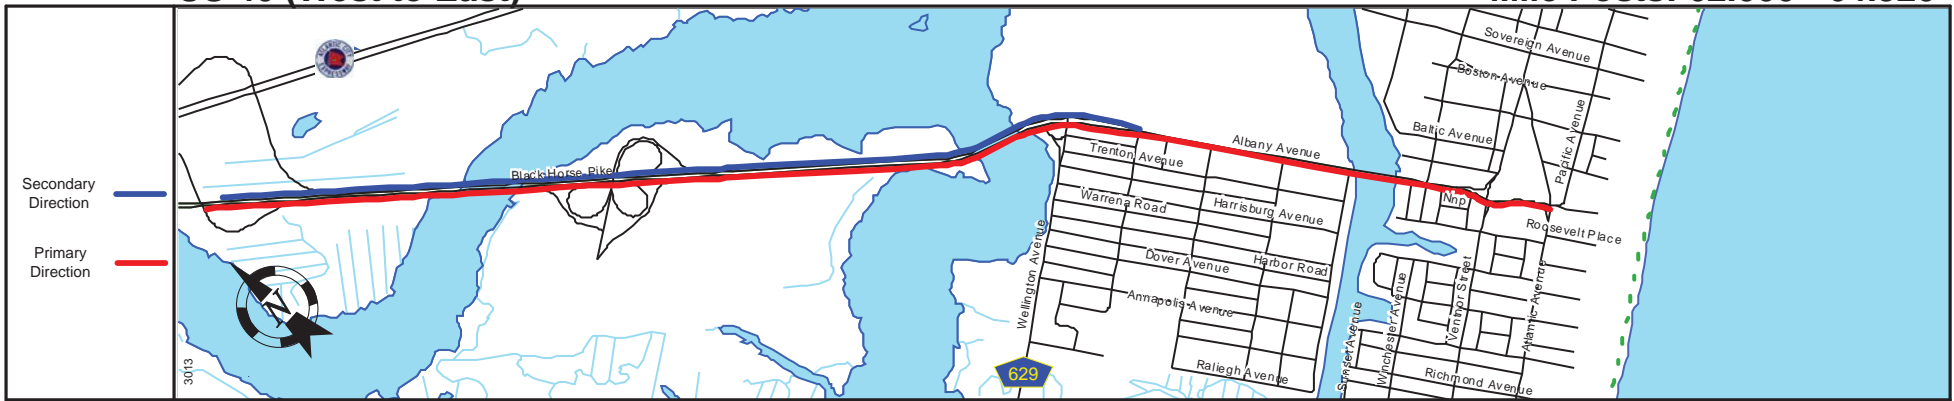 Sovereign Avenue
Boston Avenue
Pacific Avenue
Baltic Avenue
Albany Avenue
Trenton Avenue
Black Horse Pike
Secondary
Direction
Warrena Road
Harrisburg Avenue
Nnp
Roosevelt Place
Primary
Direction
Wellington Avenue
Dover Avenue
Harbor Road
Annapolis Avenue
Ventnor Street
Atlantic Avenue
Winchester Avenue
Sunset Avenue
N
3013
629
Raliegh Avenue
Richmond Avenue